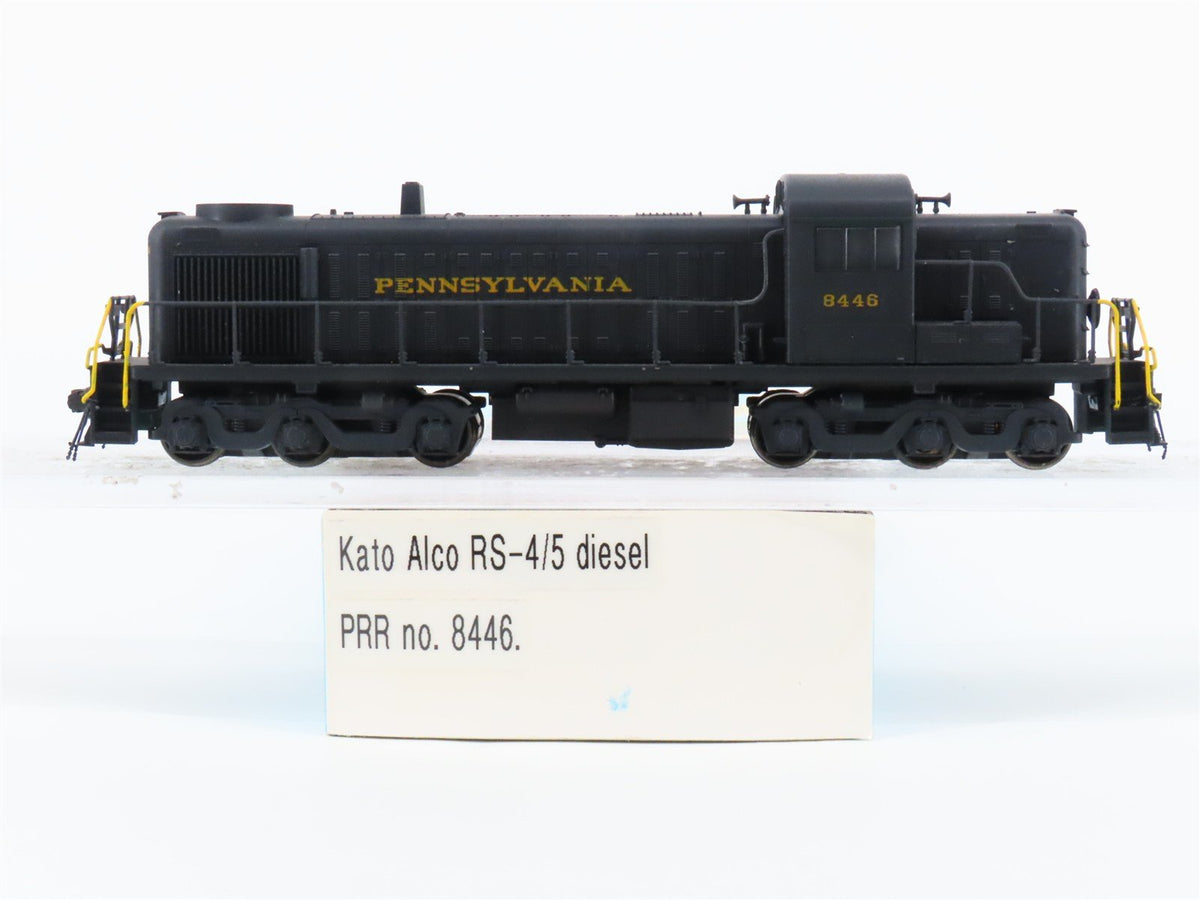 PENNSYLVANIA
8446
Kato Alco RS-4/5 diesel
PRR no. 8446.